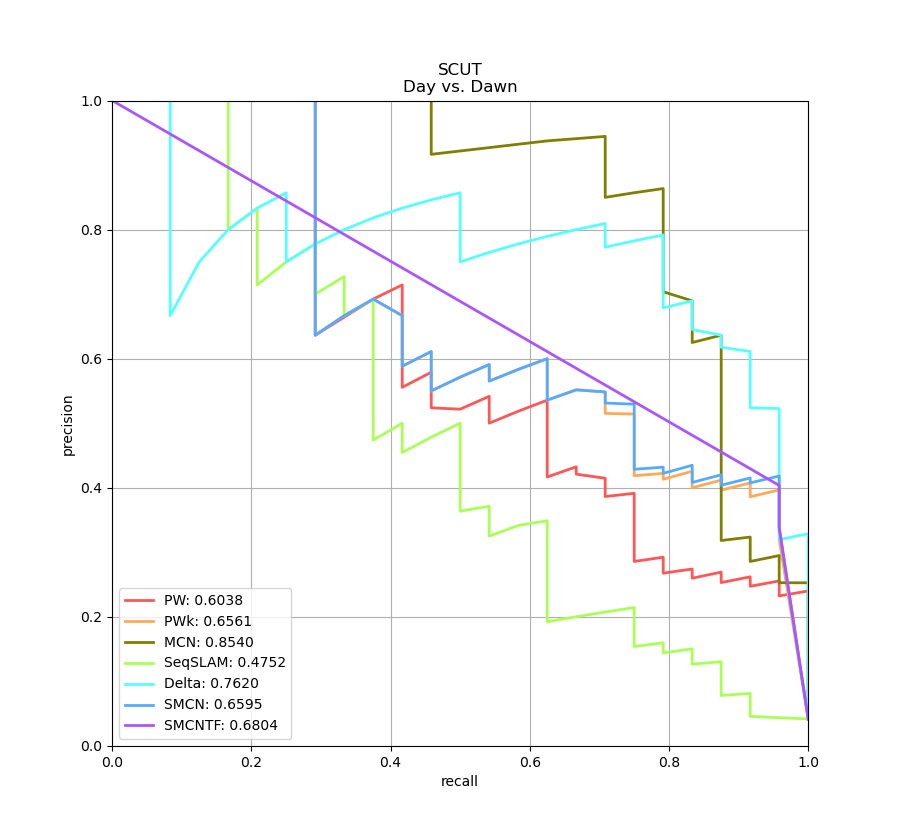 SCUT
Day vs. Dawn
1.0
0.8
0.6
0.4
0.2
0.0
precision
PW: 0.6038
PWk: 0.6561
MCN: 0.8540
SeqSLAM: 0.4752
Delta: 0.7620
SMCN: 0.6595
SMCNTF: 0.6804
0.0 0.2 0.4 0.6 0.8 1.0
recall